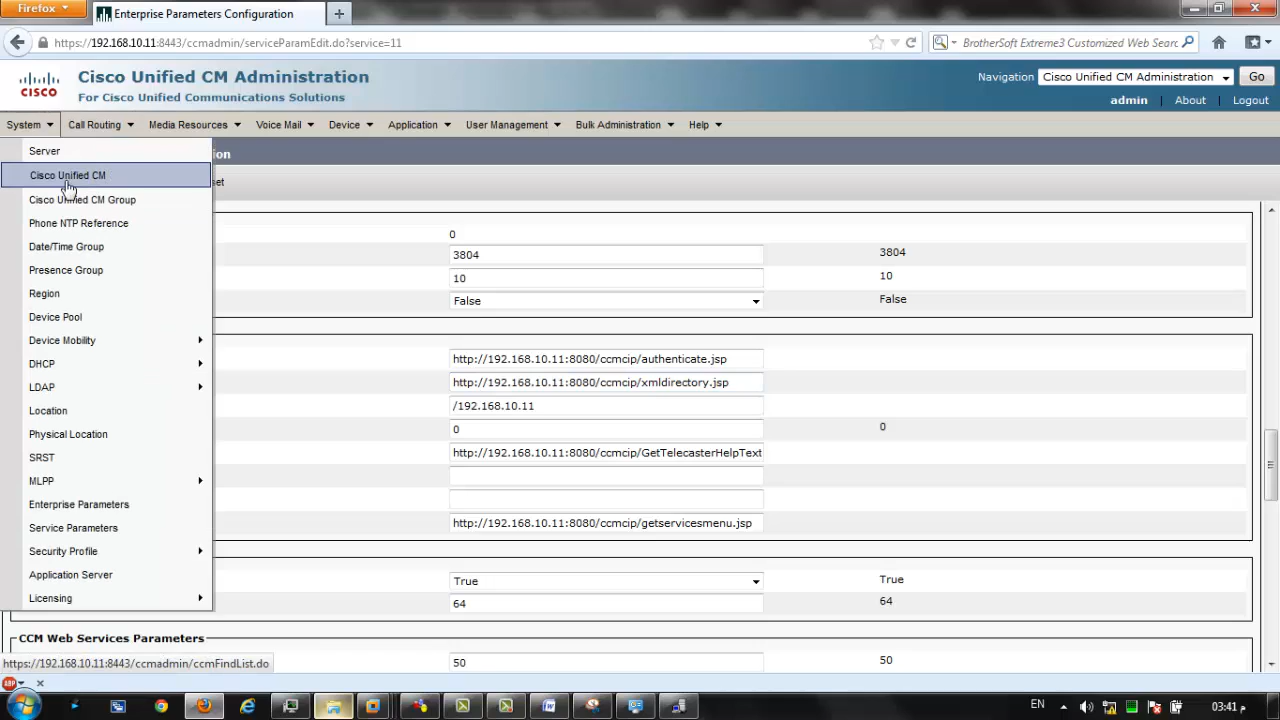 Firefox
Enterprise Parameters Configuration
https://192.168.10.11:8443/ccmadmin/serviceParamEdit.do?service=11
BrotherSoft Extreme3 Customized Web Searc
CISCO
Cisco Unified CM Administration
For Cisco Unified Communications Solutions
Navigation Cisco Unified CM Administration Go
admin | About | Logout
System Call Routing Media Resources Voice Mail Device Application User Management Bulk Administration Help
Server
Cisco Unified CM
Cisco Unified CM Group
Phone NTP Reference
Date/Time Group
Presence Group
Region
Device Pool
Device Mobility
DHCP
LDAP
Location
Physical Location
SRST
MLPP
Enterprise Parameters
Service Parameters
Security Profile
Application Server
Licensing
ion
et
0
3804 3804
10 10
False False
http://192.168.10.11:8080/ccmcip/authenticate.jsp
http://192.168.10.11:8080/ccmcip/xmldirectory.jsp
/192.168.10.11
0 0
http://192.168.10.11:8080/ccmcip/GetTelecasterHelpText
http://192.168.10.11:8080/ccmcip/getservicesmenu.jsp
True True
64 64
CCM Web Services Parameters
50 50
https://192.168.10.11:8443/ccmadmin/ccmFindList.do
ABP
EN
03:41 م